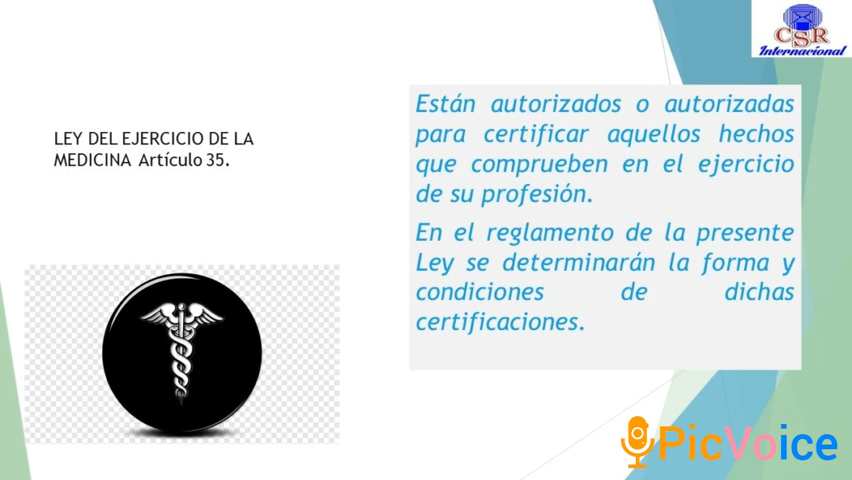 CSR
Internacional
LEY DEL EJERCICIO DE LA
MEDICINA Artículo 35.
Están autorizados o autorizadas
para certificar aquellos hechos
que comprueben en el ejercicio
de su profesión.
En el reglamento de la presente
Ley se determinarán la forma y
condiciones de dichas
certificaciones.
PicVoice